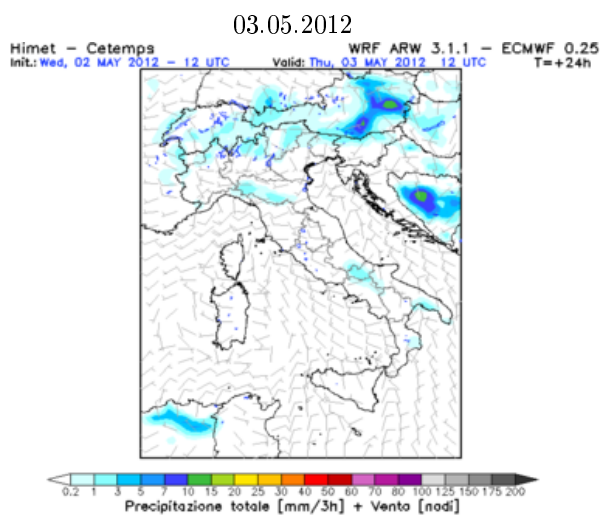 03.05.2012
Himet - Cetemps WRF ARW 3.1.1 - ECMWF 0.25
Init.: Wed, 02 MAY 2012 - 12 UTC Valid: Thu, 03 MAY 2012 12 UTC T=+24h
0.2 1 3 5 7 10 15 20 25 30 40 50 60 70 80 100 125 150 175 200
Precipitazione totale [mm/3h] + Vento [nodi]